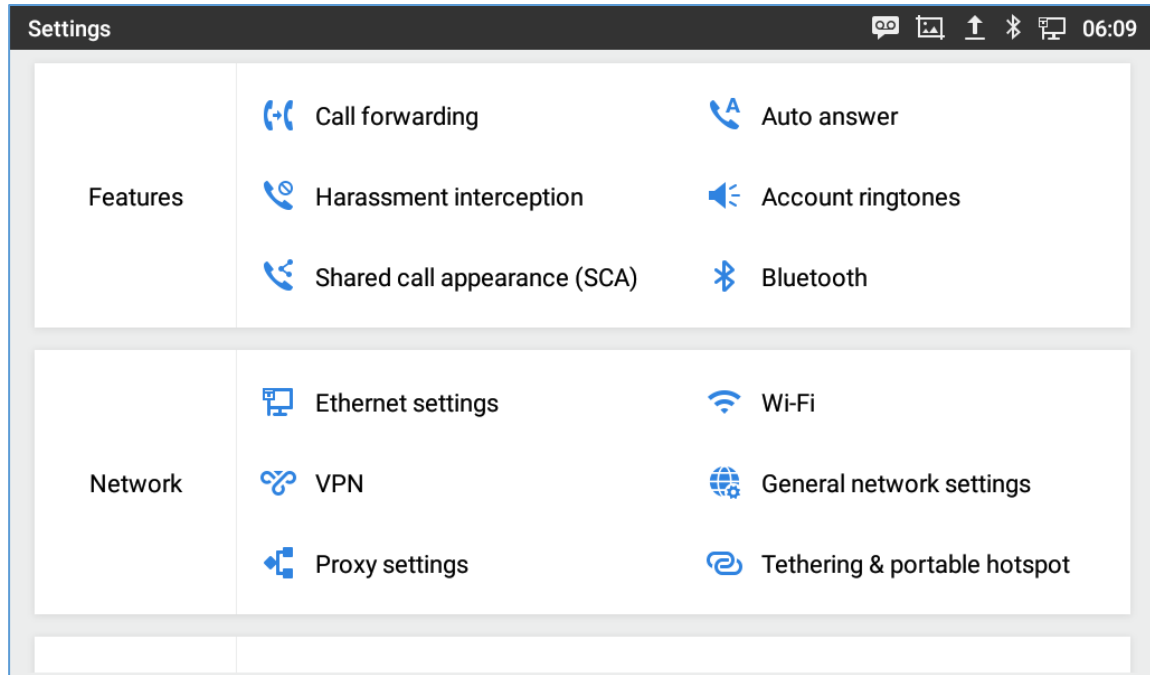 Settings 06:09
Features
Call forwarding
Auto answer
Harassment interception
Account ringtones
Shared call appearance (SCA)
Bluetooth
Network
Ethernet settings
Wi-Fi
VPN
General network settings
Proxy settings
Tethering & portable hotspot